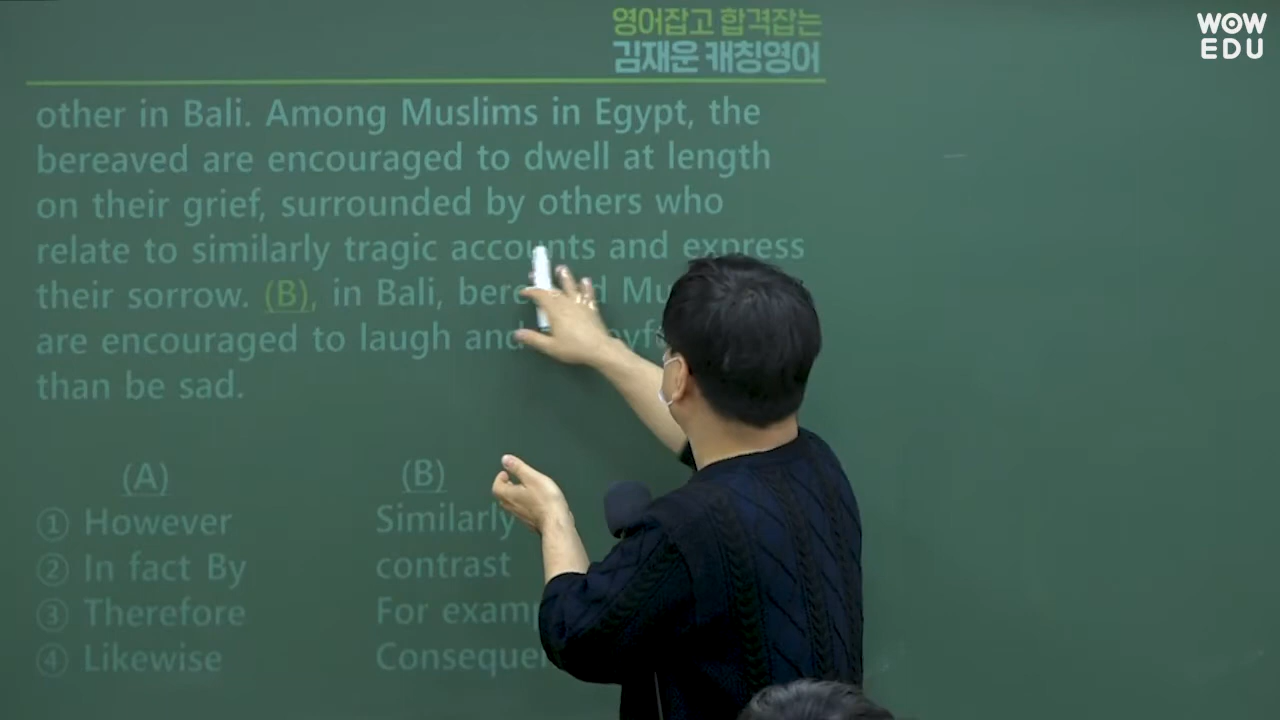 영어잡고 합격잡는
김재운 캐칭영어
WOW
EDU
other in Bali. Among Muslims in Egypt, the
bereaved are encouraged to dwell at length
on their grief, surrounded by others who
relate to similarly tragic accounts and express
their sorrow. (B), in Bali,
are encouraged to laugh and
than be sad.
(A) (B)
① However Similarly
② In fact By contrast
③ Therefore For
④ Likewise